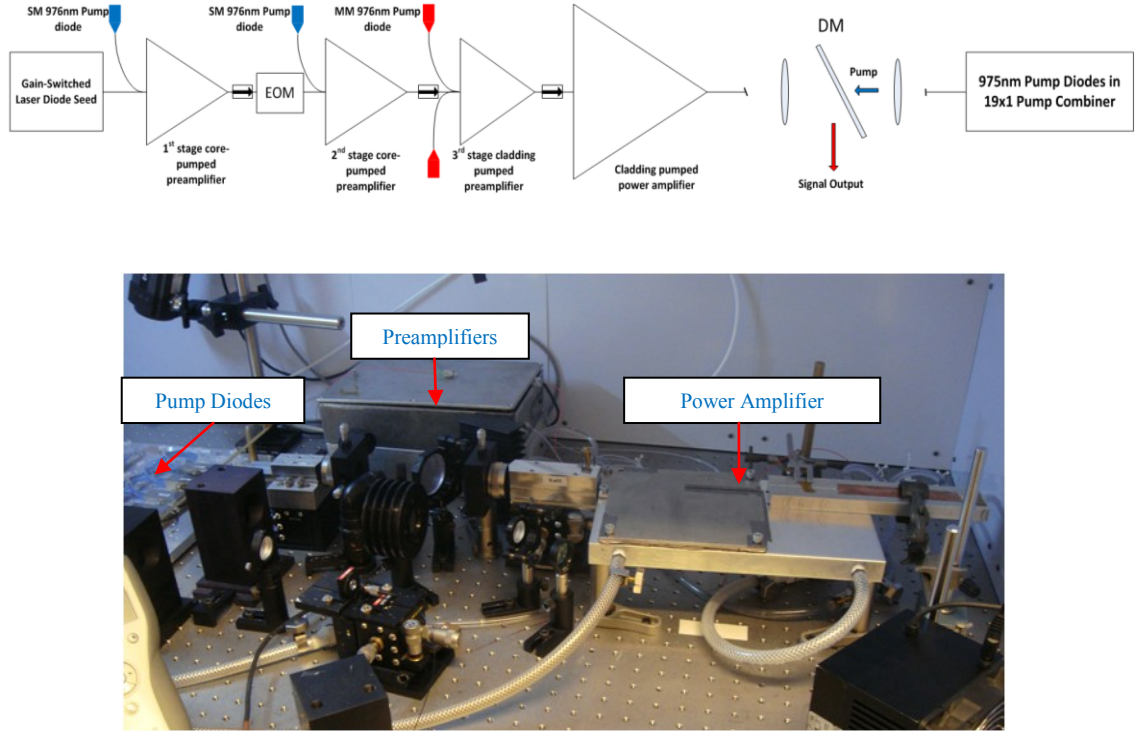 SM 976nm Pump
diode
SM 976nm Pump
diode
MM 976nm Pump
diode
Gain-Switched
Laser Diode Seed
EOM
1st stage core-
pumped
preamplifier
2nd stage core-
pumped
preamplifier
3rd stage cladding
pumped
preamplifier
Cladding pumped
power amplifier
DM
Pump
Signal Output
975nm Pump Diodes in
19x1 Pump Combiner
Preamplifiers
Pump Diodes
Power Amplifier